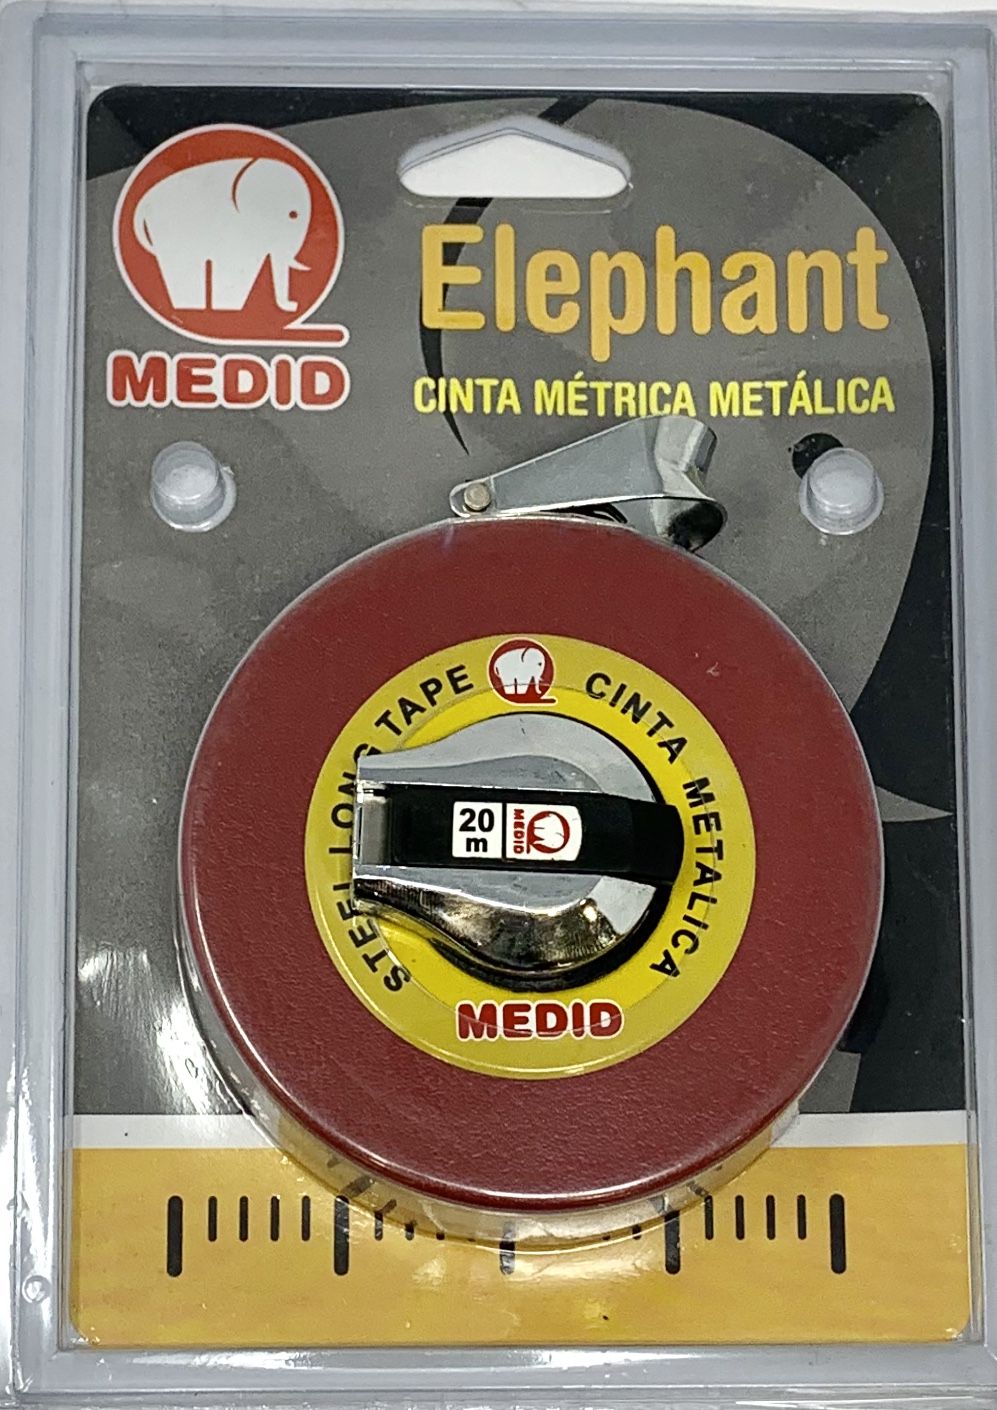 MEDID
Elephant
CINTA MÉTRICA METÁLICA
STEEL LONG TAPE
CINTA METALICA
20
m
MEDID
MEDID